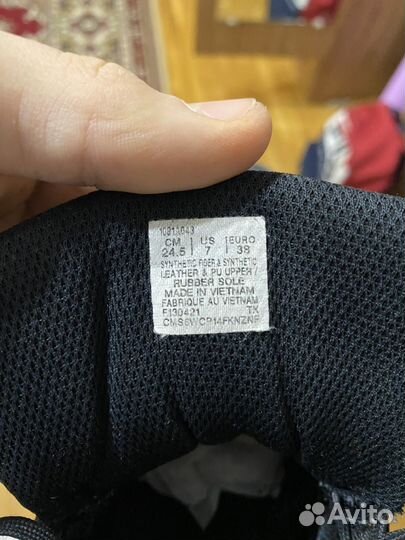 CM US EURO
24.5 7 38
SYNTHETIC FIBER & SYNTHETIC
LEATHER & PU UPPER/
RUBBER SOLE
MADE IN VIETNAM
FABRIQUE AU VIETNAM
F130421 TX
Avito